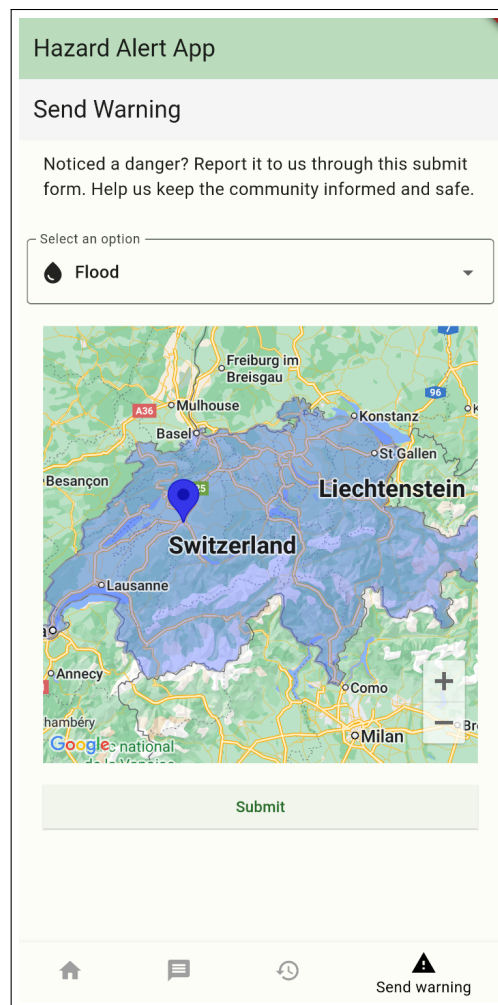 Hazard Alert App
Send Warning
Noticed a danger? Report it to us through this submit
form. Help us keep the community informed and safe.
Select an option
Flood
7
Freiburg im
Breisgau
96
A36
Mulhouse
Konstanz
Basel
St Gallen
Besançon
Liechtenstein
Switzerland
Lausanne
Annecy
Como
+
−
Milan
Google
national
Submit
Send warning